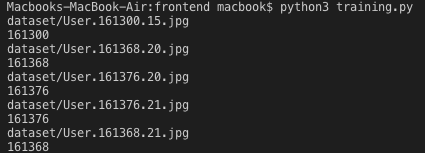 Macbooks-MacBook-Air:frontend macbook$ python3 training.py
dataset/User.161300.15.jpg
161300
dataset/User.161368.20.jpg
161368
dataset/User.161376.20.jpg
161376
dataset/User.161376.21.jpg
161376
dataset/User.161368.21.jpg
161368